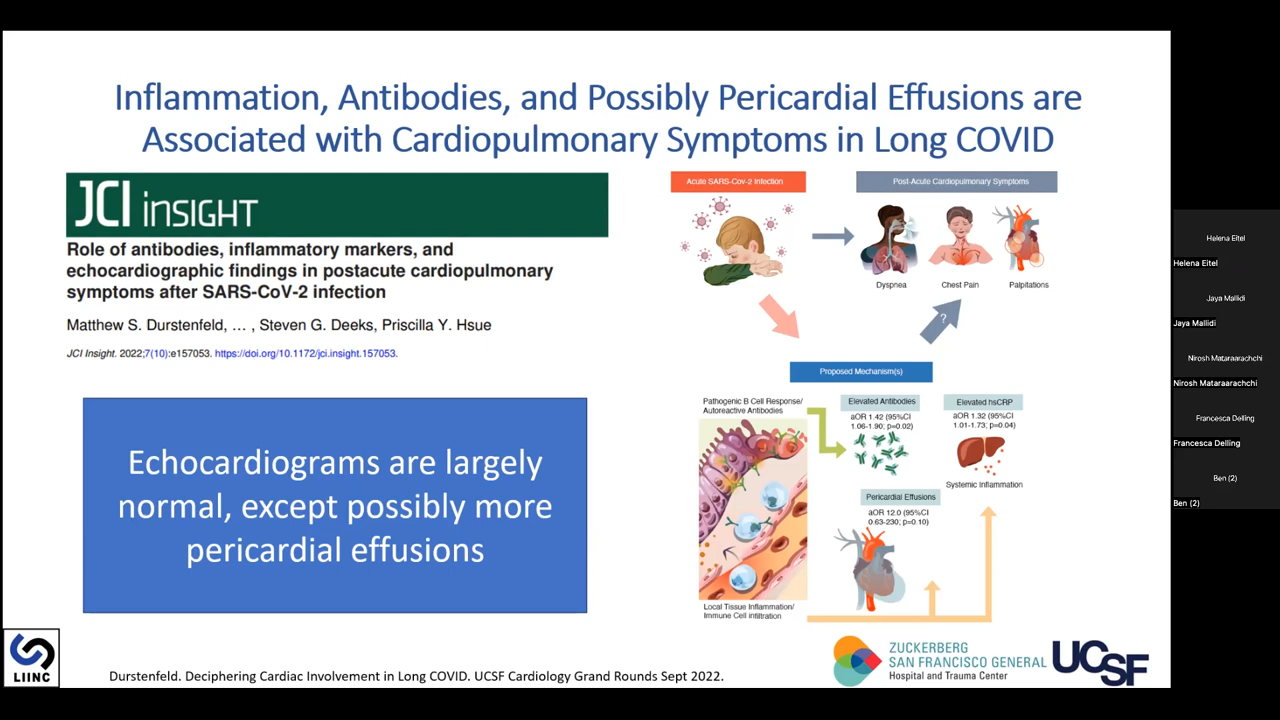 Inflammation, Antibodies, and Possibly Pericardial Effusions are
Associated with Cardiopulmonary Symptoms in Long COVID
JCI insight
Role of antibodies, inflammatory markers, and
echocardiographic findings in postacute cardiopulmonary
symptoms after SARS-CoV-2 infection
Matthew S. Durstenfeld, ... , Steven G. Deeks, Priscilla Y. Hsue
JCI Insight. 2022;7(10):e157053. https://doi.org/10.1172/jci.insight.157053.
Echocardiograms are largely
normal, except possibly more
pericardial effusions
Acute SARS-Cov-2 Infection
Post-Acute Cardiopulmonary Symptoms
Dyspnea
Chest Pain
Palpitations
?
Proposed Mechanism(s)
Pathogenic B Cell Response/
Autoreactive Antibodies
Elevated Antibodies
aOR 1.42 (95%CI
1.06-1.90; p=0.02)
Elevated hsCRP
aOR 1.32 (95%CI
1.01-1.73; p=0.04)
Systemic Inflammation
Pericardial Effusions
aOR 12.0 (95%CI
0.63-230; p=0.10)
Local Tissue Inflammation/
Immune Cell infiltration
LIINC
Durstenfeld. Deciphering Cardiac Involvement in Long COVID. UCSF Cardiology Grand Rounds Sept 2022.
ZUCKERBERG
SAN FRANCISCO GENERAL
Hospital and Trauma Center
UCSF
Helena Eitel
Helena Eitel
Jaya Mallidi
Jaya Mallidi
Nirosh Mataraarachchi
Nirosh Mataraarachchi
Francesca Delling
Francesca Delling
Ben (2)
Ben (2)